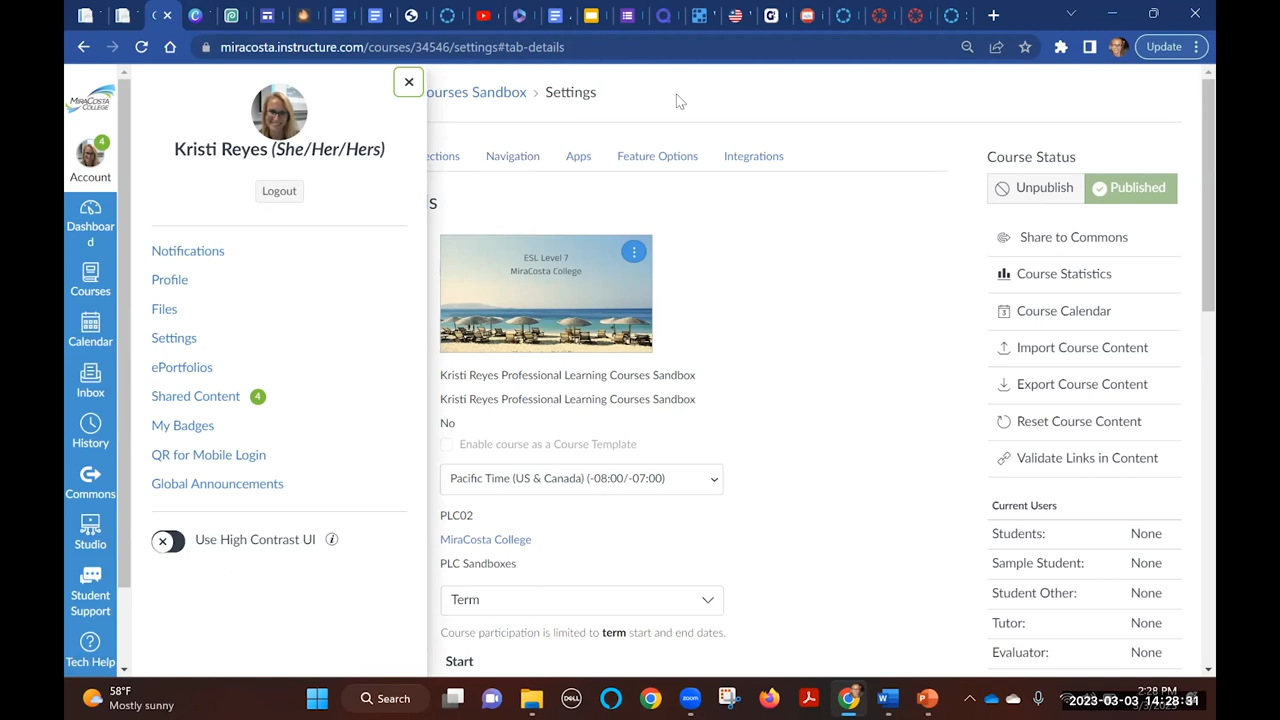 Update
miracosta.instructure.com/courses/34546/settings#tab-details
MIRACOSTA COLLEGE
4
Account
Dashboar
d
Courses
Calendar
Inbox
History
Commons
Studio
Student
Support
Tech Help
Kristi Reyes (She/Her/Hers)
Logout
Notifications
Profile
Files
Settings
ePortfolios
Shared Content 4
My Badges
QR for Mobile Login
Global Announcements
Use High Contrast UI
ourses Sandbox > Settings
ections Navigation Apps Feature Options Integrations
s
ESL Level 7
MiraCosta College
Kristi Reyes Professional Learning Courses Sandbox
Kristi Reyes Professional Learning Courses Sandbox
No
Enable course as a Course Template
Pacific Time (US & Canada) (-08:00/-07:00)
PLC02
MiraCosta College
PLC Sandboxes
Term
Course participation is limited to term start and end dates.
Start
Course Status
Unpublish Published
Share to Commons
Course Statistics
Course Calendar
Import Course Content
Export Course Content
Reset Course Content
Validate Links in Content
Current Users
Students: None
Sample Student: None
Student Other: None
Tutor: None
Evaluator: None
58°F
Mostly sunny
Search
DELL
zoom
2:28 PM
2023-03-03 14:28:31